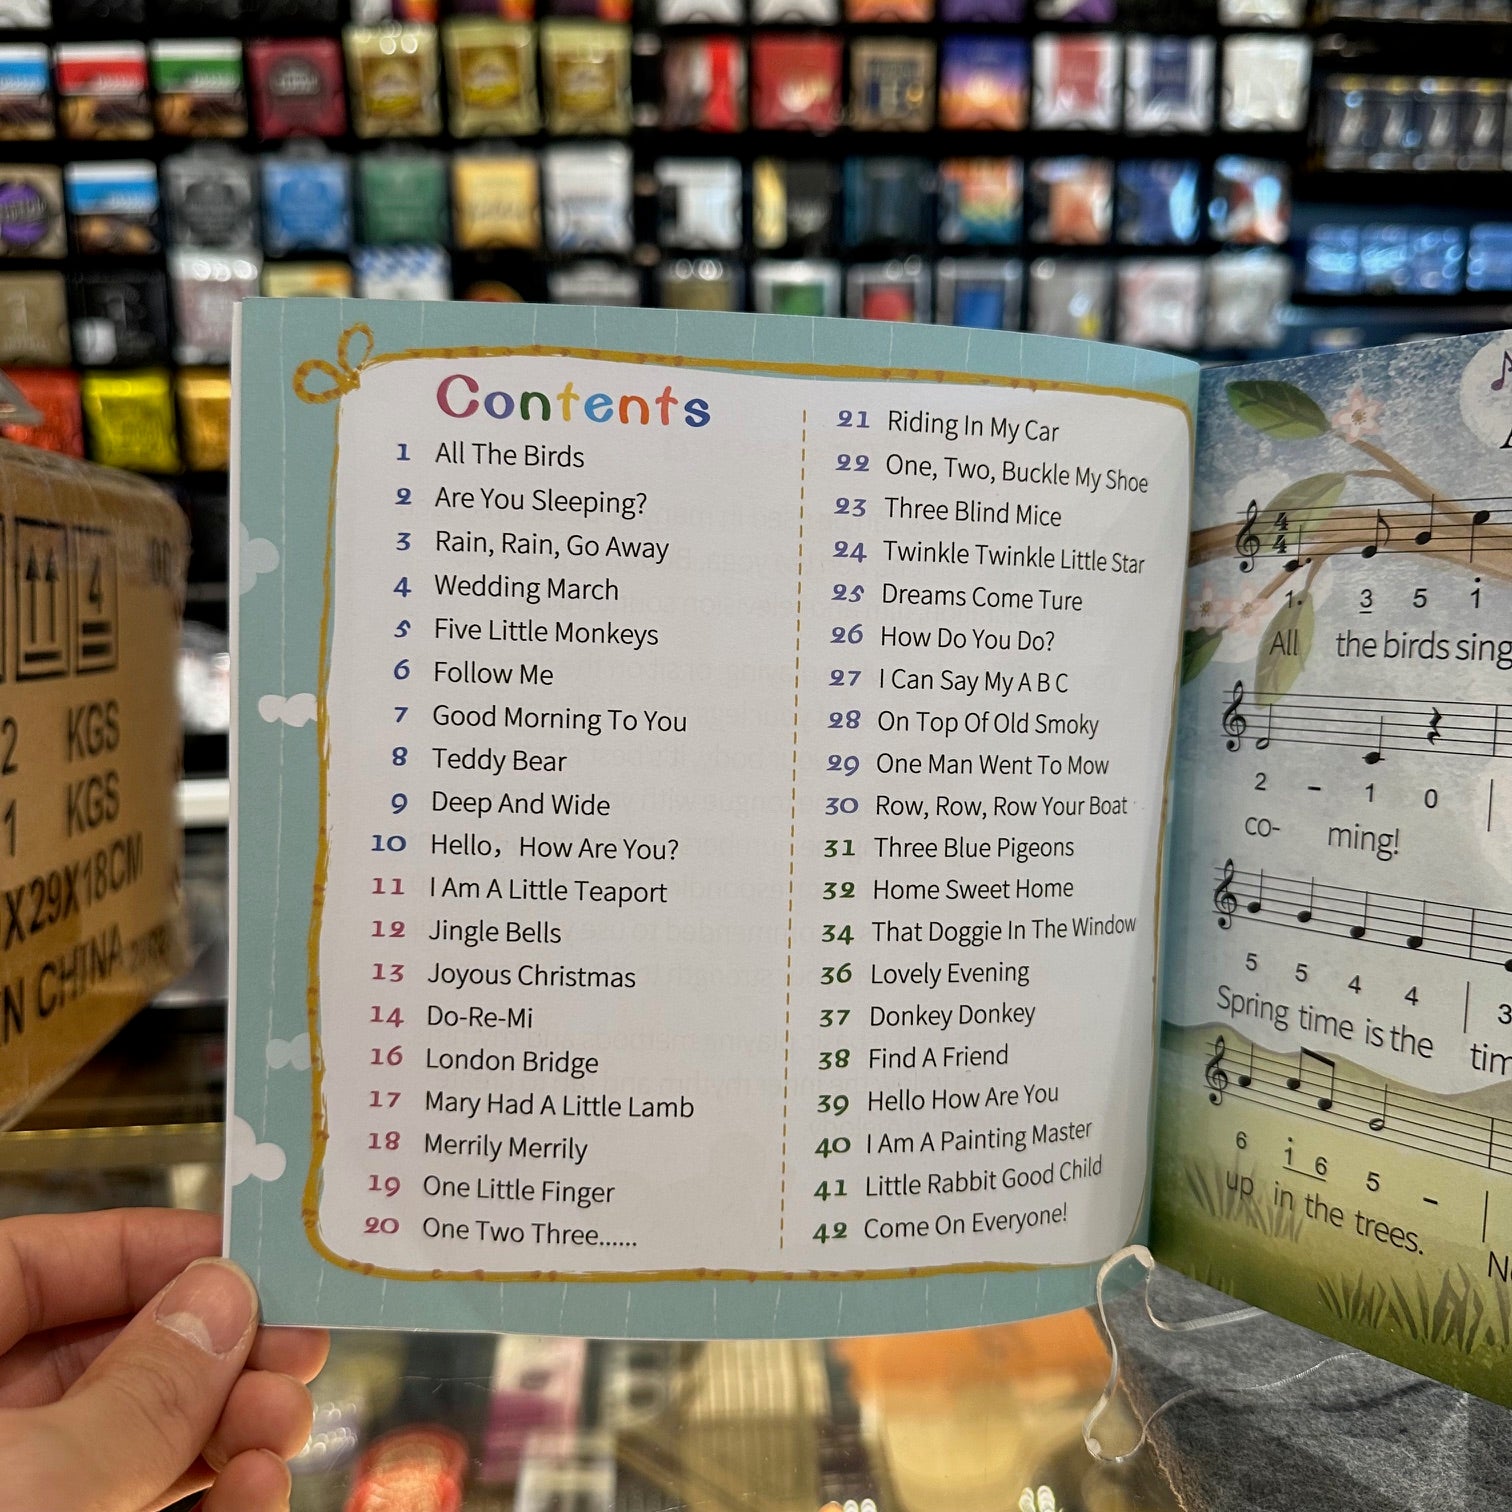 Contents
1 All The Birds
2 Are You Sleeping?
3 Rain, Rain, Go Away
4 Wedding March
5 Five Little Monkeys
6 Follow Me
7 Good Morning To You
8 Teddy Bear
9 Deep And Wide
10 Hello， How Are You?
11 I Am A Little Teaport
12 Jingle Bells
13 Joyous Christmas
14 Do-Re-Mi
16 London Bridge
17 Mary Had A Little Lamb
18 Merrily Merrily
19 One Little Finger
20 One Two Three......
21 Riding In My Car
22 One, Two, Buckle My Shoe
23 Three Blind Mice
24 Twinkle Twinkle Little Star
25 Dreams Come Ture
26 How Do You Do?
27 I Can Say My A B C
28 On Top Of Old Smoky
29 One Man Went To Mow
30 Row, Row, Row Your Boat
31 Three Blue Pigeons
32 Home Sweet Home
34 That Doggie In The Window
36 Lovely Evening
37 Donkey Donkey
38 Find A Friend
39 Hello How Are You
40 I Am A Painting Master
41 Little Rabbit Good Child
42 Come On Everyone!
4
4
1. 3 5 i
All the birds sing
2 – 1 0
co- ming!
5 5 4 4 | 3
Spring time is the tim
6 i 6 5 – |
up in the trees.
4
2 KGS
1 KGS
X29X18CM
N CHINA